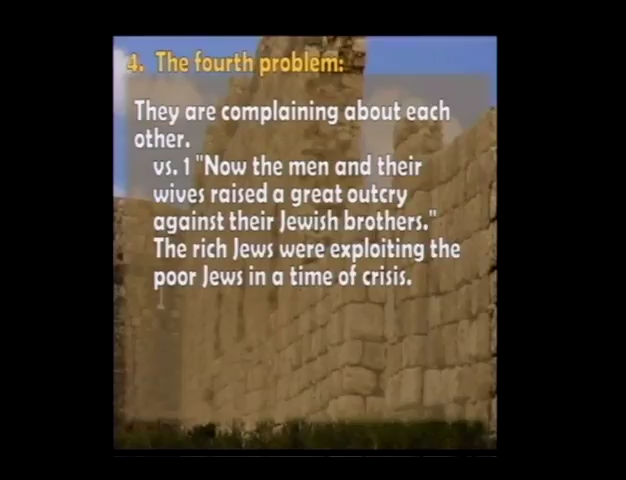 4. The fourth problem:
They are complaining about each
other.
vs. 1 "Now the men and their
wives raised a great outcry
against their Jewish brothers."
The rich Jews were exploiting the
poor Jews in a time of crisis.